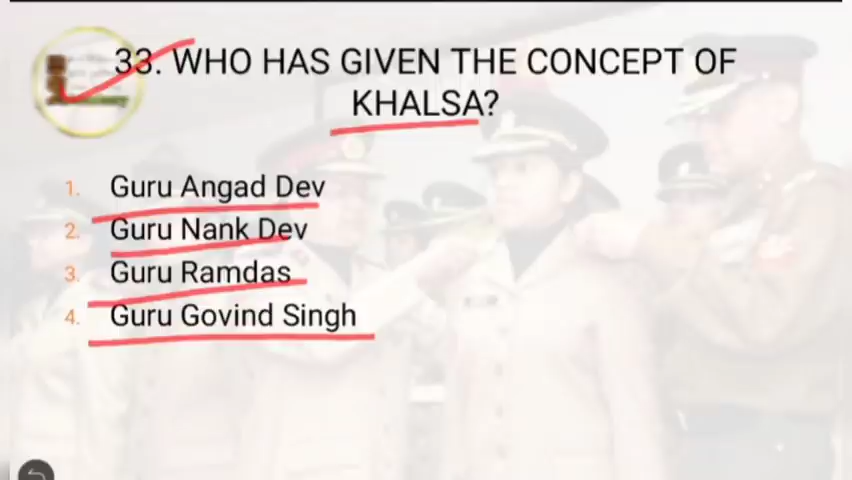 33. WHO HAS GIVEN THE CONCEPT OF
KHALSA?
1. Guru Angad Dev
2. Guru Nank Dev
3. Guru Ramdas
4. Guru Govind Singh